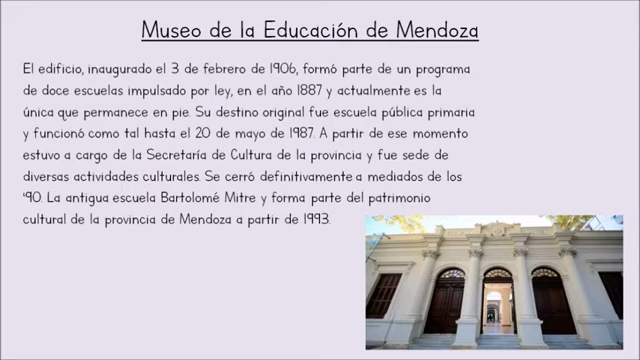 Museo de la Educación de Mendoza
El edificio, inaugurado el 3 de febrero de 1906, formó parte de un programa
de doce escuelas impulsado por ley, en el año 1887 y actualmente es la
única que permanece en pie. Su destino original fue escuela pública primaria
y funcionó como tal hasta el 20 de mayo de 1987. A partir de ese momento
estuvo a cargo de la Secretaría de Cultura de la provincia y fue sede de
diversas actividades culturales. Se cerró definitivamente a mediados de los
'90. La antigua escuela Bartolomé Mitre y forma parte del patrimonio
cultural de la provincia de Mendoza a partir de 1993.